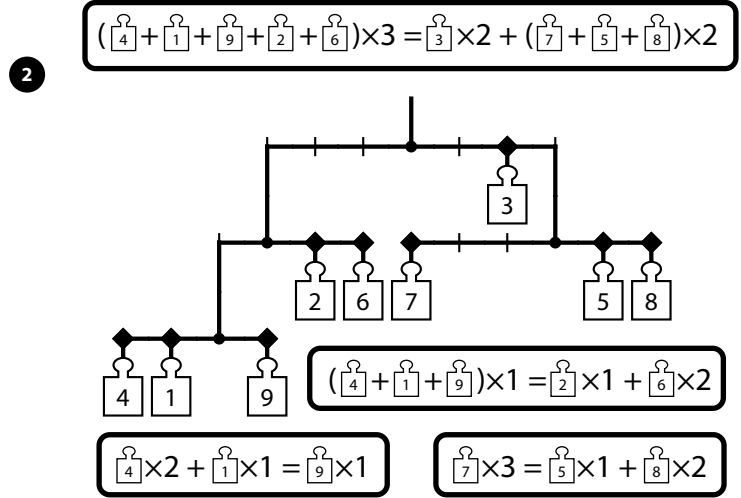 (4+1+9+2+6)×3 = 3×2 + (7+5+8)×2
2
3
2 6 7 5 8
4 1 9
(4+1+9)×1 = 2×1 + 6×2
4×2 + 1×1 = 9×1
7×3 = 5×1 + 8×2